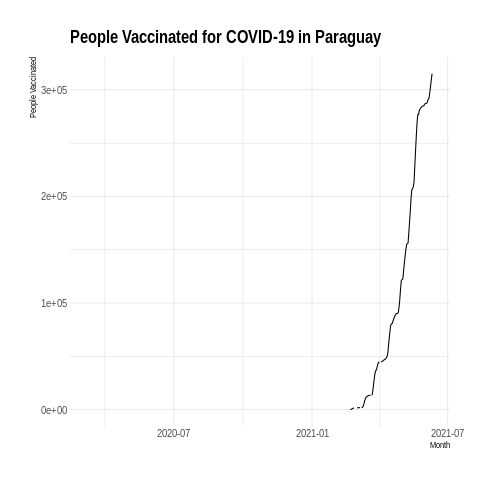 People Vaccinated for COVID-19 in Paraguay
People Vaccinated
3e+05
2e+05
1e+05
0e+00
2020-07
2021-01
2021-07
Month